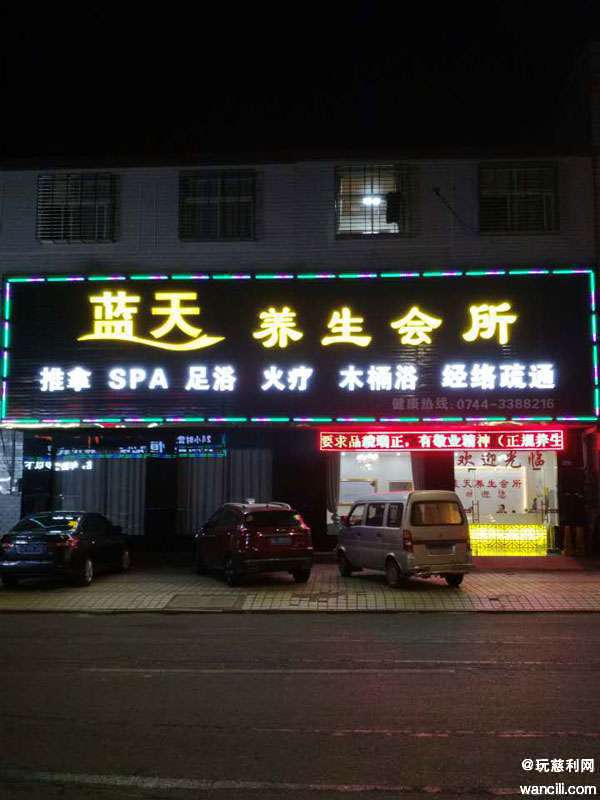 蓝天 养生会所
推拿 SPA 足浴 火疗 木桶浴 经络疏通
健康热线:0744-3388216
要求品貌端正,有敬业精神(正规养生
欢迎光临
蓝天养生会所
@玩慈利网
wancili.com